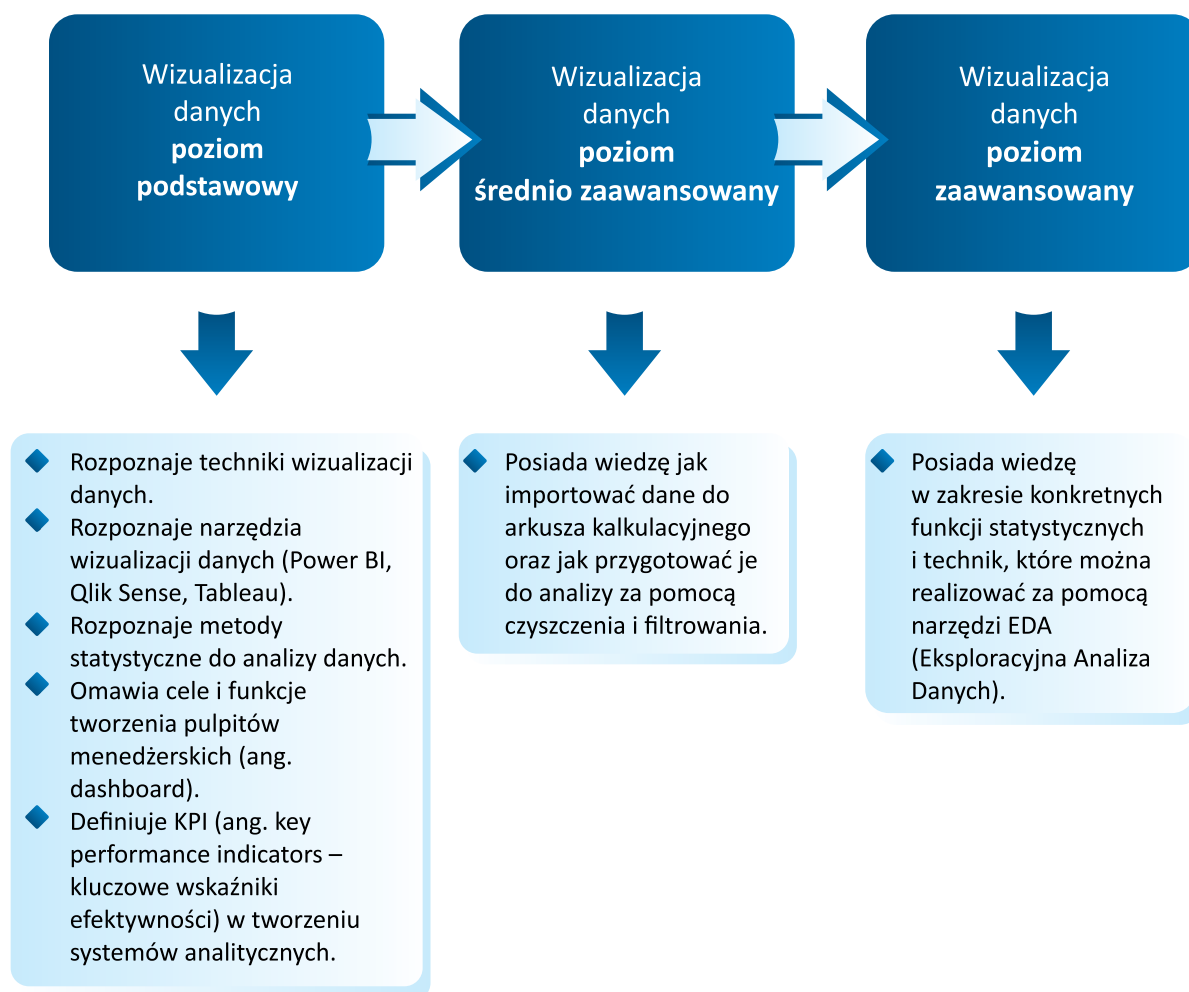 Wizualizacja
danych
poziom
podstawowy
Wizualizacja
danych
poziom
średnio zaawansowany
Wizualizacja
danych
poziom
zaawansowany
Rozpoznaje techniki wizualizacji
danych.
Rozpoznaje narzędzia
wizualizacji danych (Power BI,
Qlik Sense, Tableau).
Rozpoznaje metody
statystyczne do analizy danych.
Omawia cele i funkcje
tworzenia pulpitów
menedżerskich (ang.
dashboard).
Definiuje KPI (ang. key
performance indicators –
kluczowe wskaźniki
efektywności) w tworzeniu
systemów analitycznych.
Posiada wiedzę jak
importować dane do
arkusza kalkulacyjnego
oraz jak przygotować je
do analizy za pomocą
czyszczenia i filtrowania.
Posiada wiedzę
w zakresie konkretnych
funkcji statystycznych
i technik, które można
realizować za pomocą
narzędzi EDA
(Eksploracyjna Analiza
Danych).